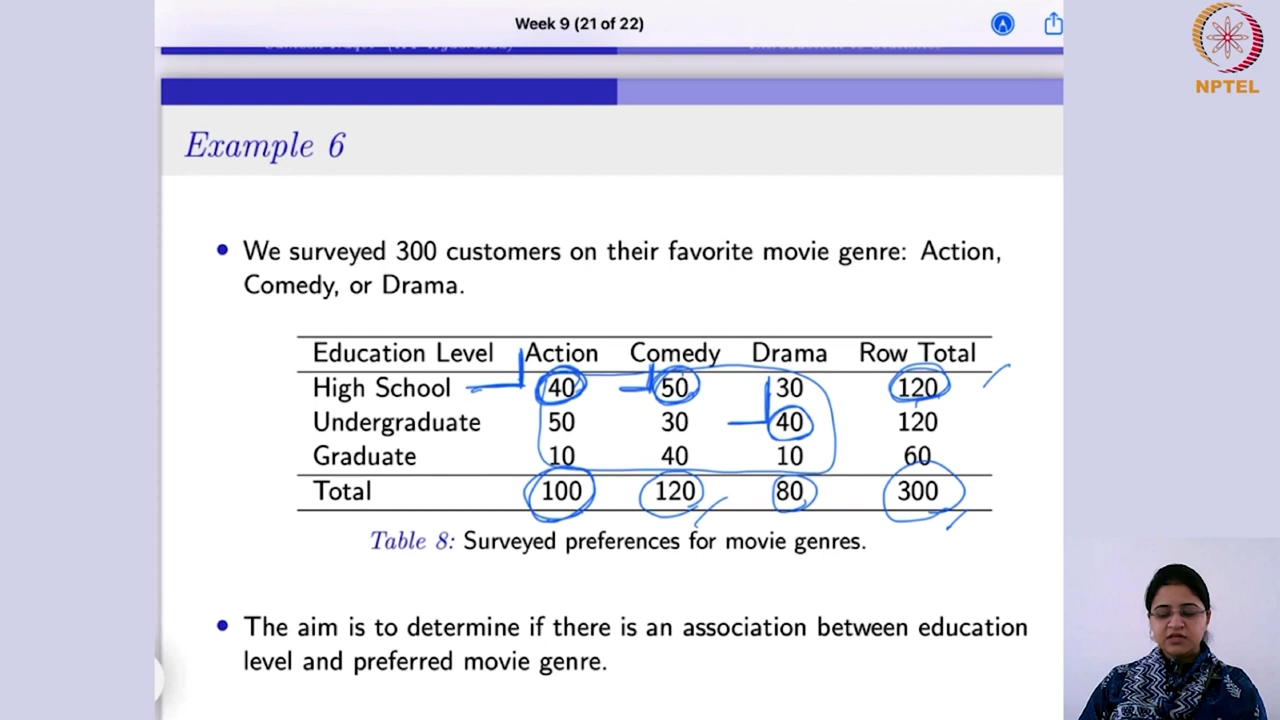 Week 9 (21 of 22)
NPTEL
Example 6
We surveyed 300 customers on their favorite movie genre: Action,
Comedy, or Drama.
Education Level Action Comedy Drama Row Total
High School 40 50 30 120
Undergraduate 50 30 40 120
Graduate 10 40 10 60
Total 100 120 80 300
Table 8: Surveyed preferences for movie genres.
The aim is to determine if there is an association between education
level and preferred movie genre.